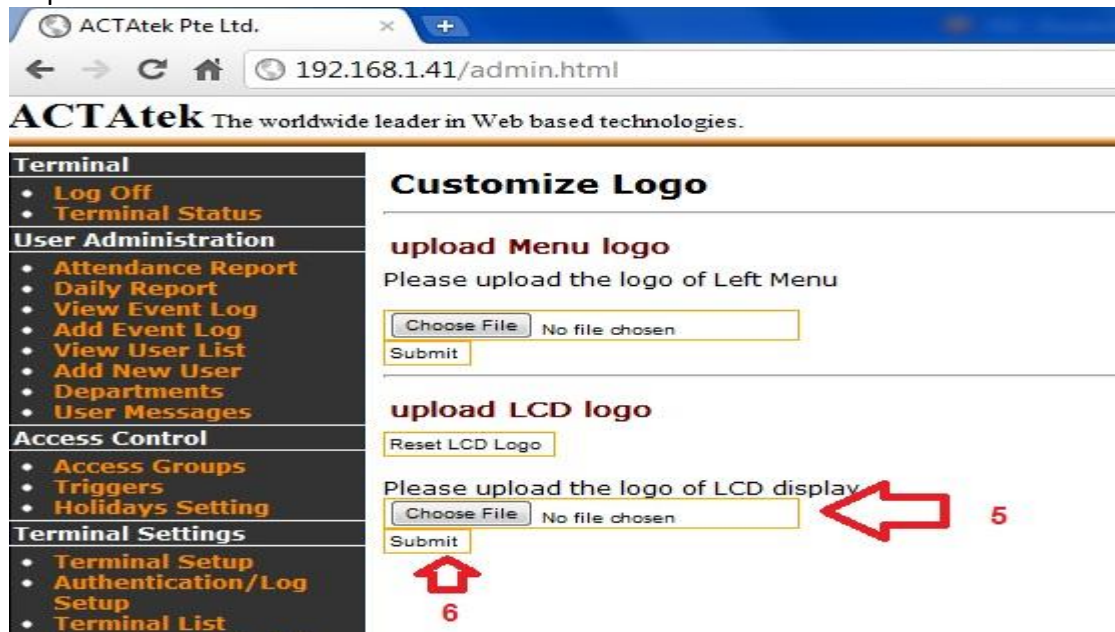 ACTAtek Pte Ltd.
192.168.1.41/admin.html
ACTAtek The worldwide leader in Web based technologies.
Terminal
• Log Off
• Terminal Status
User Administration
• Attendance Report
• Daily Report
• View Event Log
• Add Event Log
• View User List
• Add New User
• Departments
• User Messages
Access Control
• Access Groups
• Triggers
• Holidays Setting
Terminal Settings
• Terminal Setup
• Authentication/Log
Setup
• Terminal List
Customize Logo
upload Menu logo
Please upload the logo of Left Menu
Choose File No file chosen
Submit
upload LCD logo
Reset LCD Logo
Please upload the logo of LCD display
Choose File No file chosen
5
Submit
6